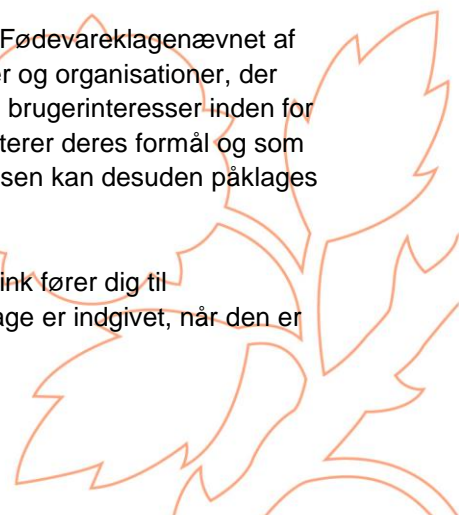 Fødevareklagenævnet af
er og organisationer, der
brugerinteresser inden for
terer deres formål og som
sen kan desuden påklages
ink fører dig til
age er indgivet, når den er